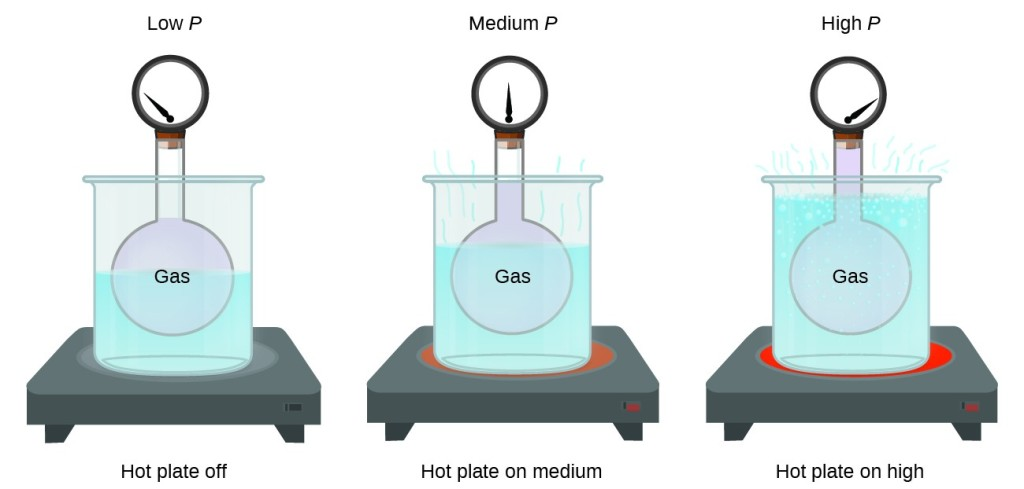 Low P
Medium P
High P
Gas
Gas
Gas
Hot plate off
Hot plate on medium
Hot plate on high